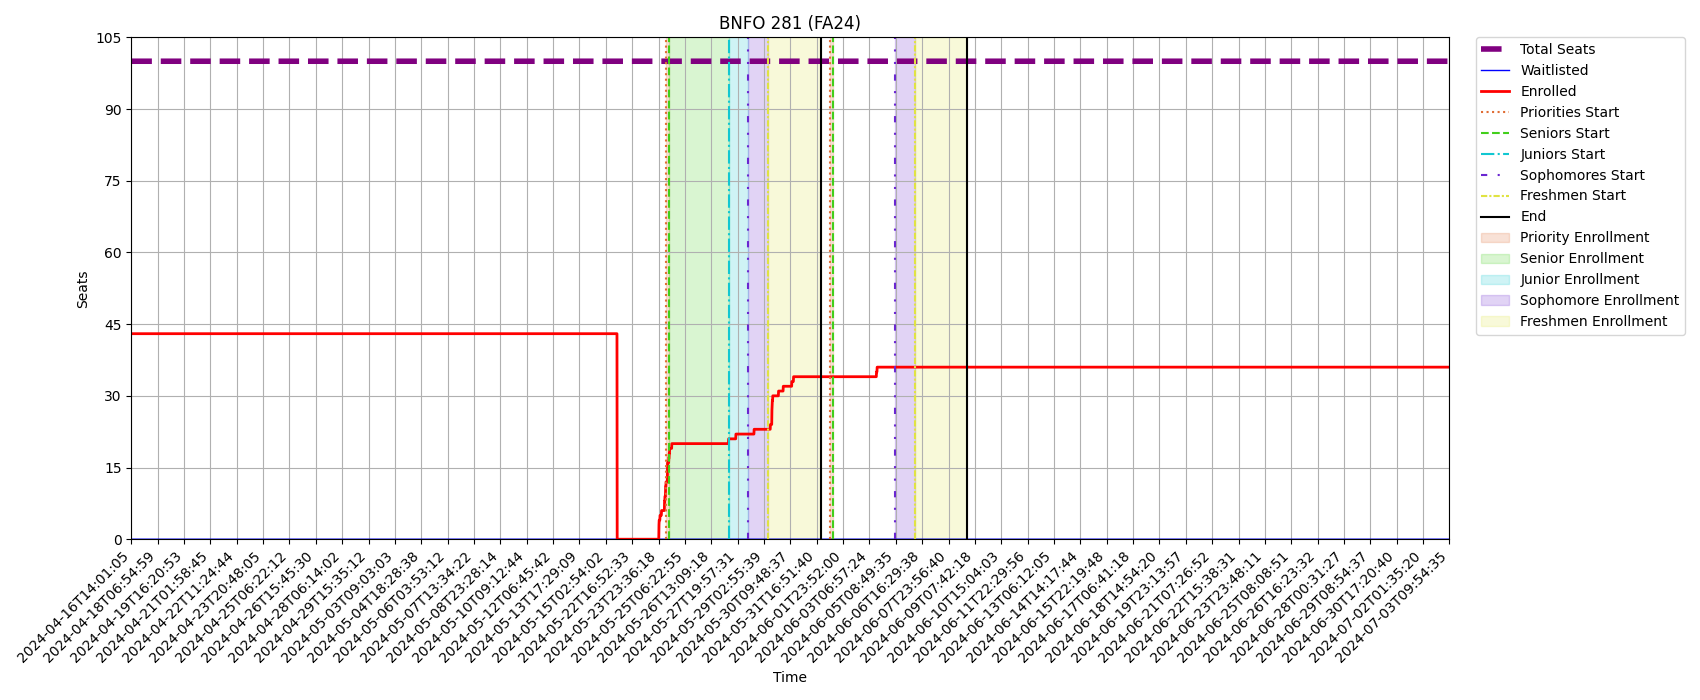 BNFO 281 (FA24)
105
90
75
60
45
30
15
0
Seats
2024-04-16T14:01:05
2024-04-18T06:54:59
2024-04-19T16:20:53
2024-04-21T01:58:45
2024-04-22T11:24:44
2024-04-23T20:48:05
2024-04-25T06:22:12
2024-04-26T15:45:30
2024-04-28T06:14:02
2024-04-29T15:35:12
2024-05-03T09:03:03
2024-05-04T18:28:38
2024-05-06T03:53:12
2024-05-07T13:34:22
2024-05-08T23:28:14
2024-05-10T09:12:44
2024-05-12T06:45:42
2024-05-13T17:29:09
2024-05-15T02:54:02
2024-05-22T16:52:33
2024-05-23T23:36:18
2024-05-25T06:22:55
2024-05-26T13:09:18
2024-05-27T19:57:31
2024-05-29T02:55:39
2024-05-30T09:48:37
2024-05-31T16:51:40
2024-06-01T23:52:00
2024-06-03T06:57:24
2024-06-05T08:49:35
2024-06-06T16:29:38
2024-06-07T23:56:40
2024-06-09T07:42:18
2024-06-10T15:04:03
2024-06-11T22:29:56
2024-06-13T06:12:05
2024-06-14T14:17:44
2024-06-15T22:19:48
2024-06-17T06:41:18
2024-06-18T14:54:20
2024-06-19T23:13:57
2024-06-21T07:26:52
2024-06-22T15:38:31
2024-06-23T23:48:11
2024-06-25T08:08:51
2024-06-26T16:23:32
2024-06-28T00:31:27
2024-06-29T08:54:37
2024-06-30T17:20:40
2024-07-02T01:35:20
2024-07-03T09:54:35
Time
Total Seats
Waitlisted
Enrolled
Priorities Start
Seniors Start
Juniors Start
Sophomores Start
Freshmen Start
End
Priority Enrollment
Senior Enrollment
Junior Enrollment
Sophomore Enrollment
Freshmen Enrollment